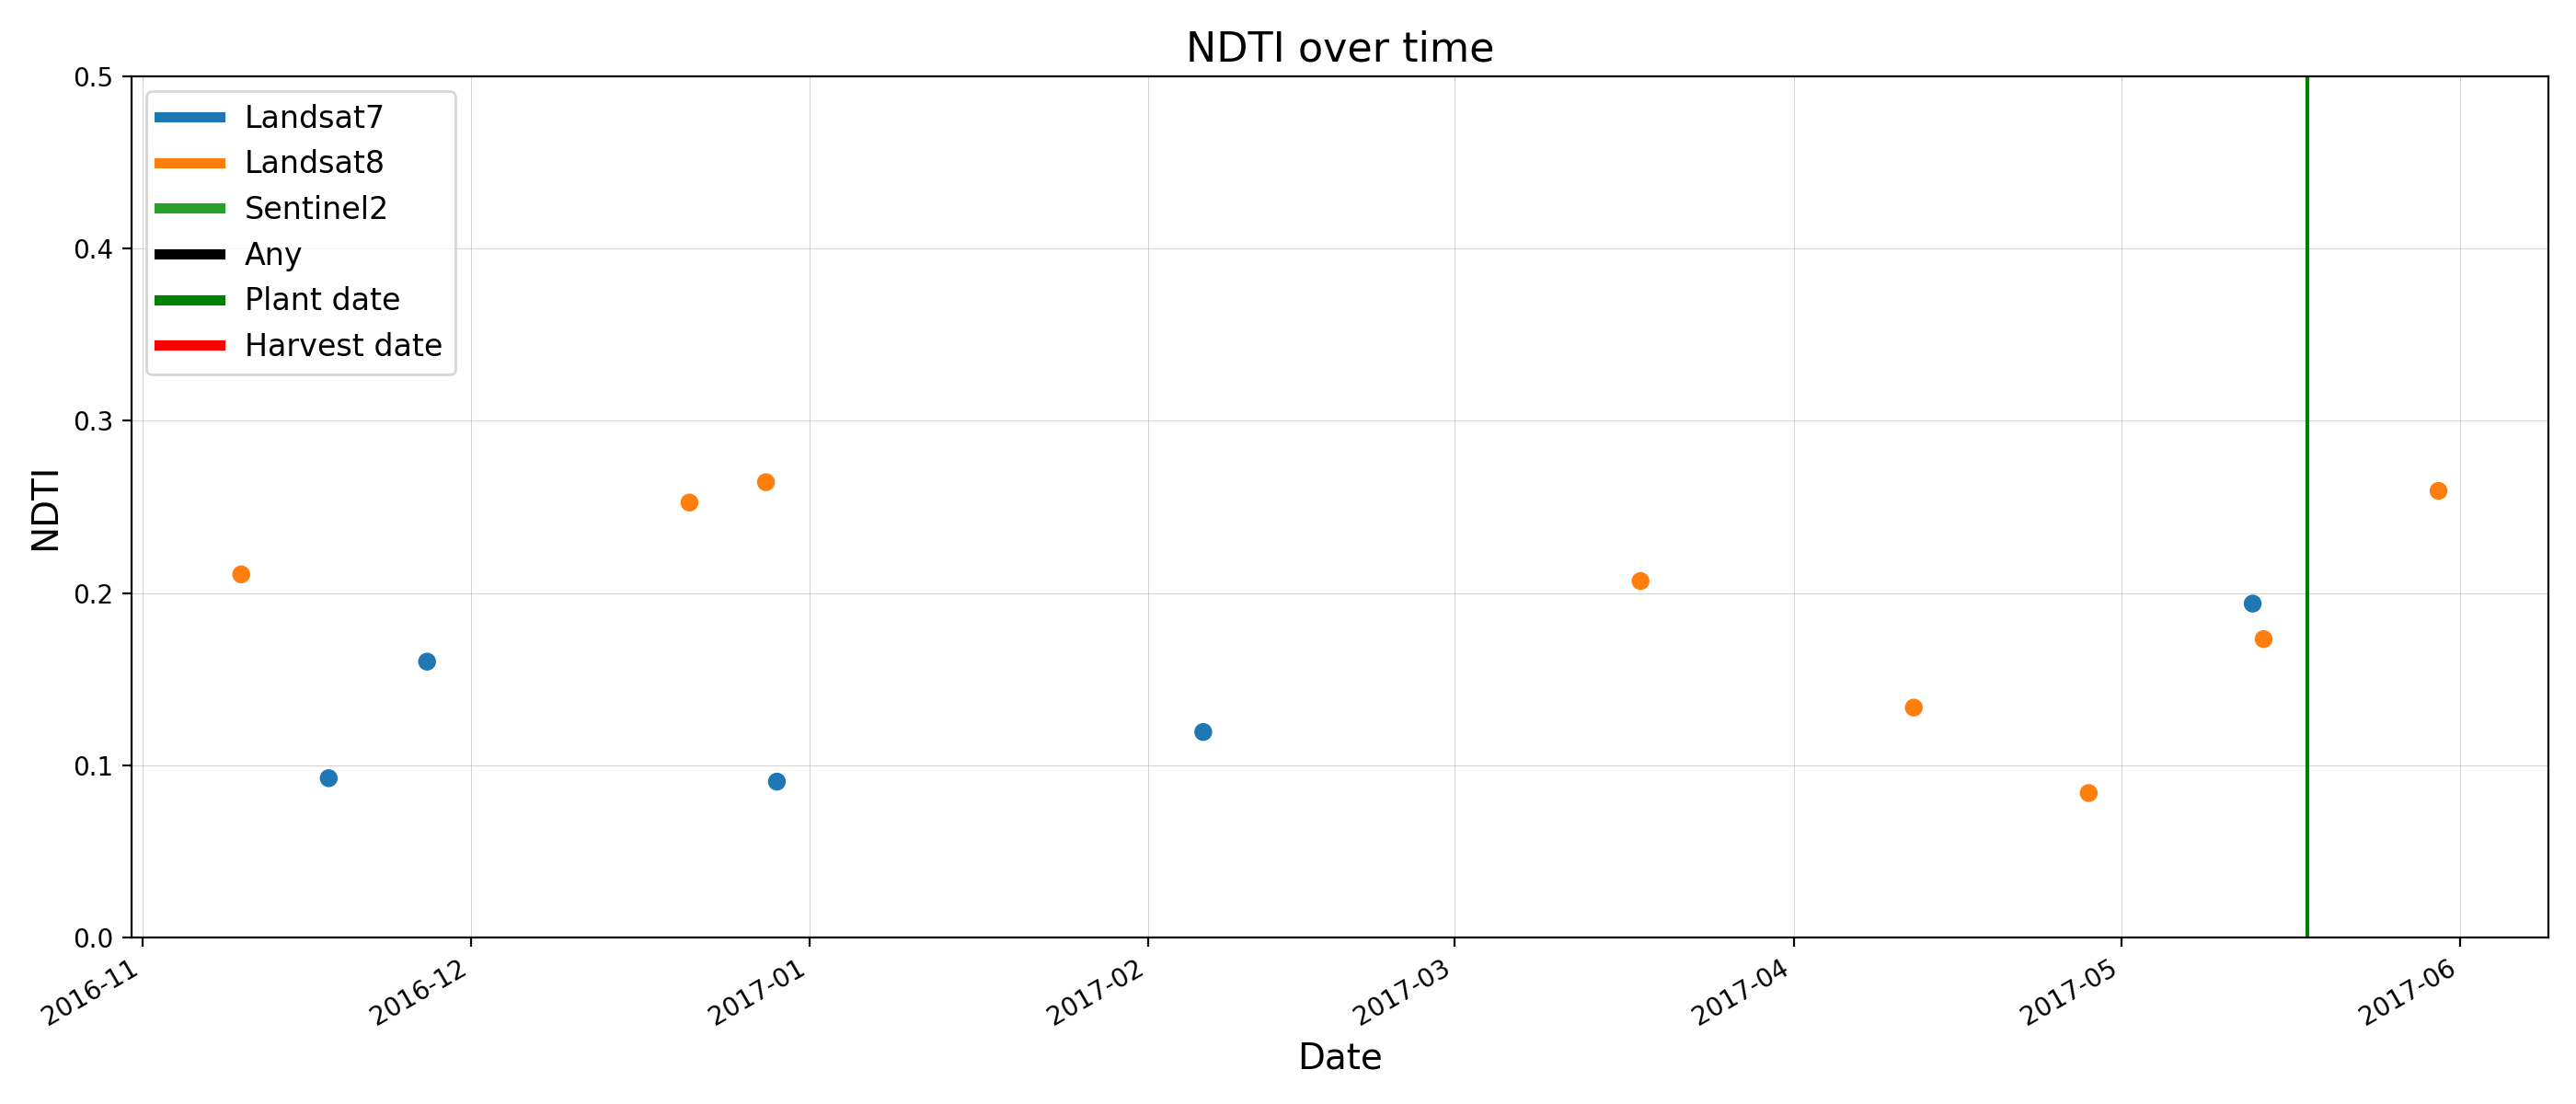 NDTI over time
0.5
0.4
0.3
0.2
0.1
0.0
NDTI
Landsat7
Landsat8
Sentinel2
Any
Plant date
Harvest date
2016-11
2016-12
2017-01
2017-02
2017-03
2017-04
2017-05
2017-06
Date